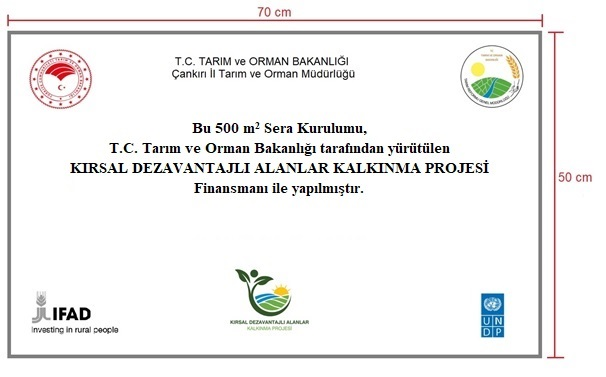 70 cm
T.C. TARIM ve ORMAN BAKANLIĞI
Çankırı İl Tarım ve Orman Müdürlüğü
Bu 500 m² Sera Kurulumu,
T.C. Tarım ve Orman Bakanlığı tarafından yürütülen
KIRSAL DEZAVANTAJLI ALANLAR KALKINMA PROJESİ
Finansmanı ile yapılmıştır.
50 cm
IFAD
Investing in rural people
KIRSAL DEZAVANTAJLI ALANLAR
KALKINMA PROJESİ
U N
D P